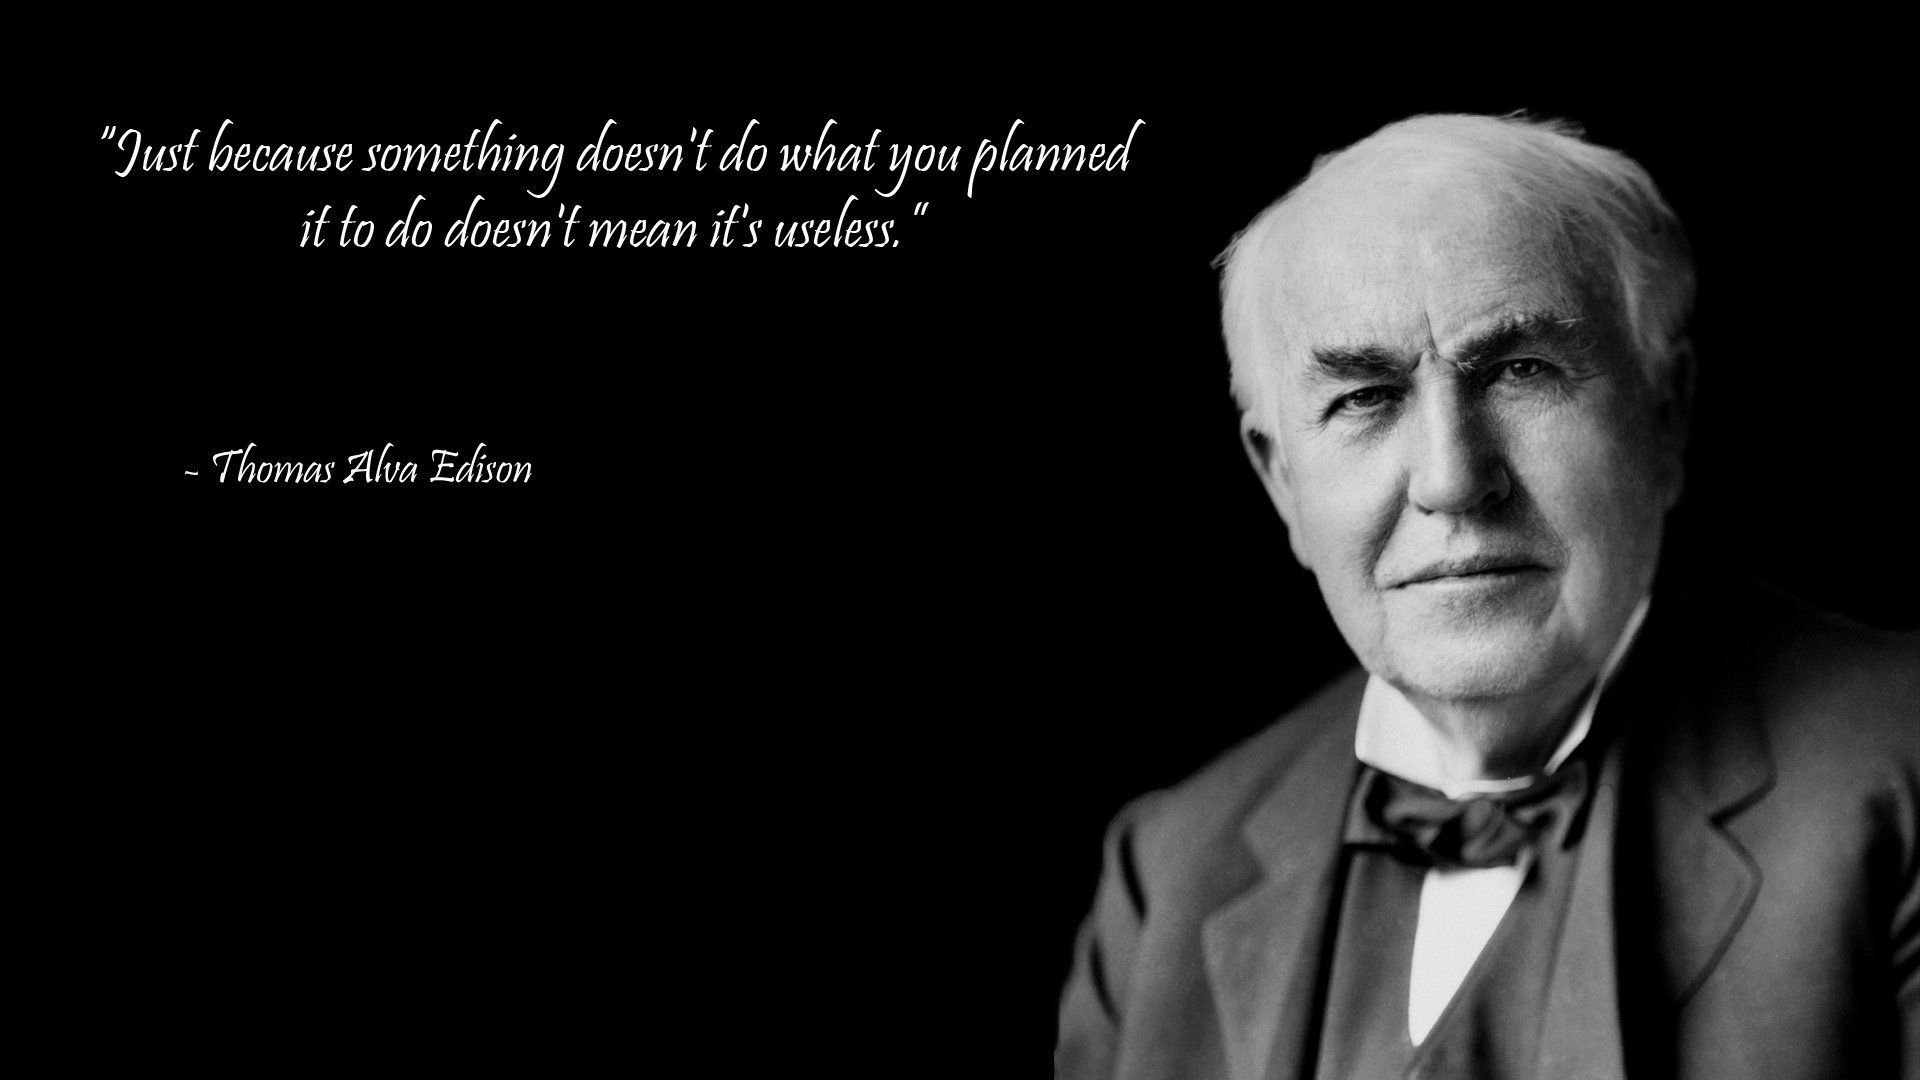 "Just because something doesn't do what you planned
it to do doesn't mean it's useless."
~ Thomas Alva Edison